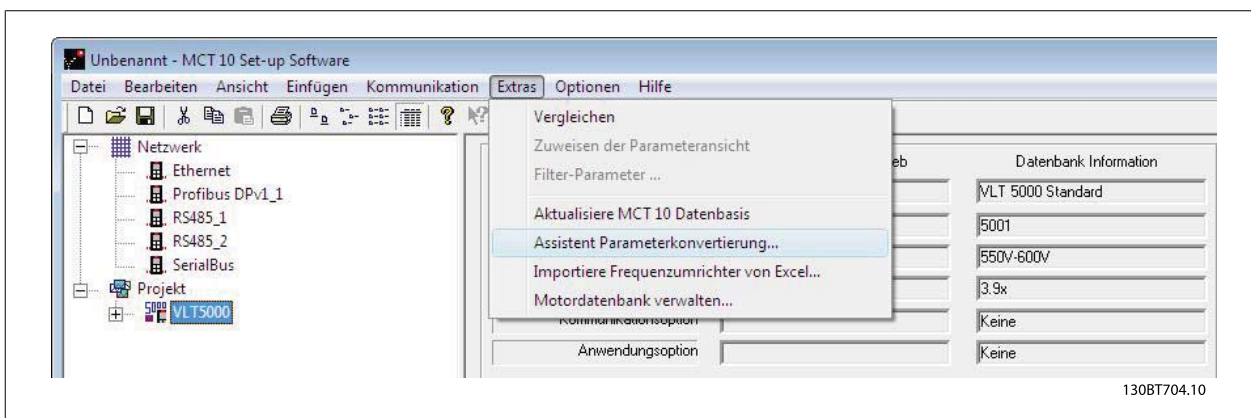 Unbenannt - MCT 10 Set-up Software
Datei Bearbeiten Ansicht Einfügen Kommunikation Extras Optionen Hilfe
Netzwerk
Ethernet
Profibus DPv1_1
RS485_1
RS485_2
SerialBus
Projekt
VLT5000
Vergleichen
Zuweisen der Parameteransicht
Filter-Parameter ...
Aktualisiere MCT 10 Datenbasis
Assistent Parameterkonvertierung...
Importiere Frequenzumrichter von Excel...
Motordatenbank verwalten...
eb
Datenbank Information
VLT 5000 Standard
5001
550V-600V
3.9x
Kommunikationsoption
Keine
Anwendungsoption
Keine
130BT704.10